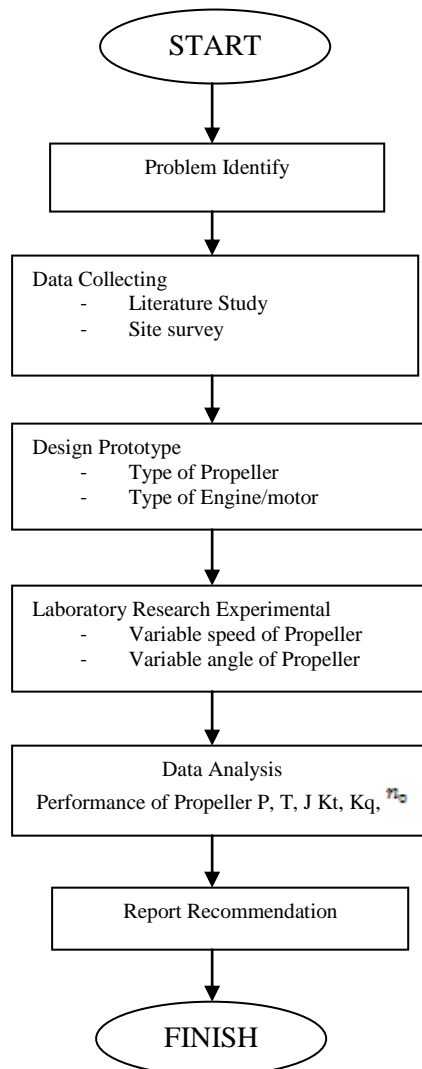 START
Problem Identify
Data Collecting
- Literature Study
- Site survey
Design Prototype
- Type of Propeller
- Type of Engine/motor
Laboratory Research Experimental
- Variable speed of Propeller
- Variable angle of Propeller
Data Analysis
Performance of Propeller P, T, J Kt, Kq,
Report Recommendation
FINISH